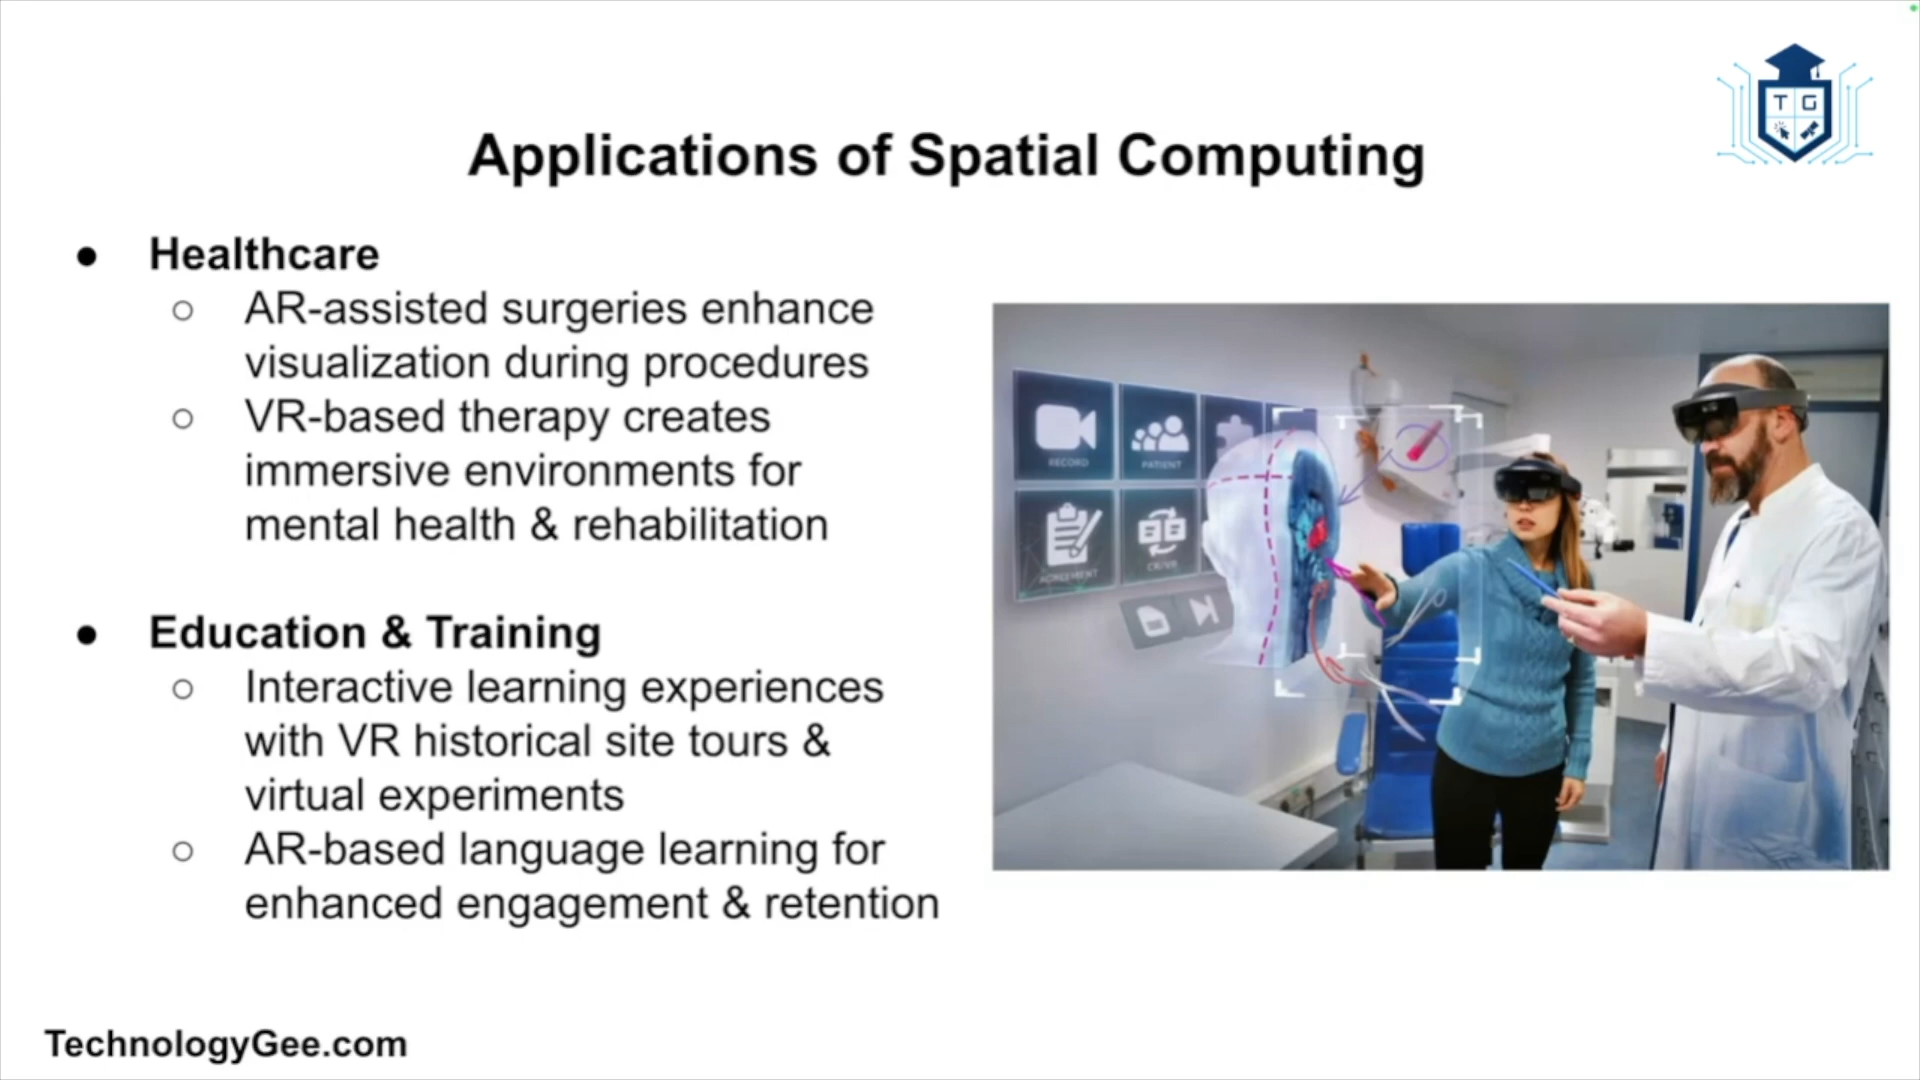 T G
Applications of Spatial Computing
● Healthcare
○ AR-assisted surgeries enhance
visualization during procedures
○ VR-based therapy creates
immersive environments for
mental health & rehabilitation
● Education & Training
○ Interactive learning experiences
with VR historical site tours &
virtual experiments
○ AR-based language learning for
enhanced engagement & retention
RECORD
PATIENT
AGREEMENT
TechnologyGee.com